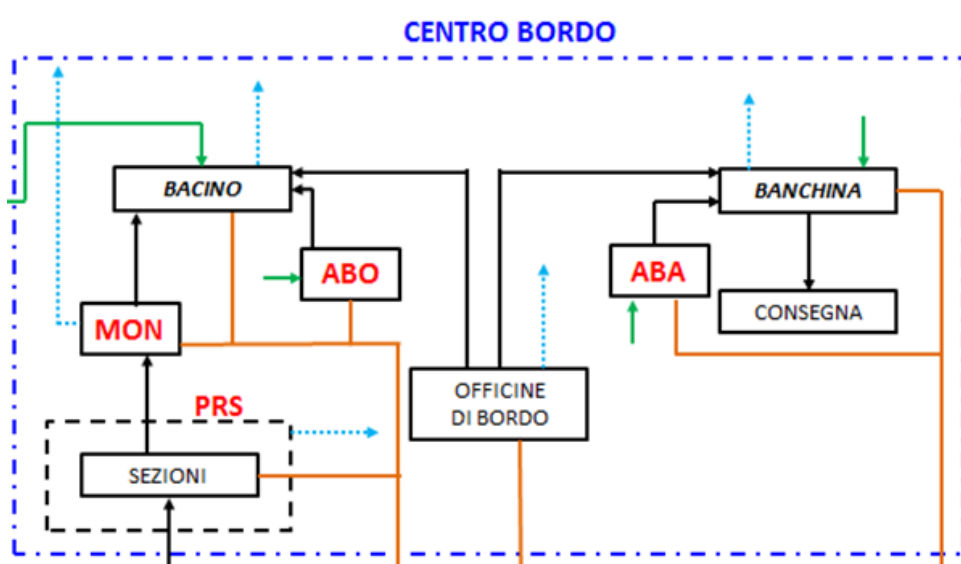 CENTRO BORDO
BACINO
BANCHINA
ABO
ABA
CONSEGNA
MON
OFFICINE
DI BORDO
PRS
SEZIONI